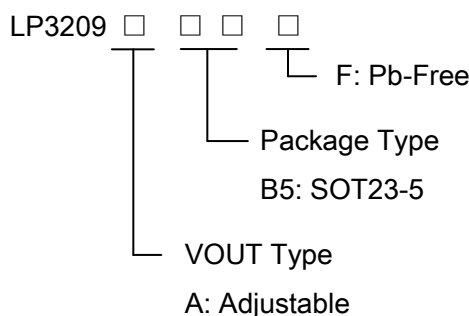 LP3209 □ □ □ □
F: Pb-Free
Package Type
B5: SOT23-5
VOUT Type
A: Adjustable